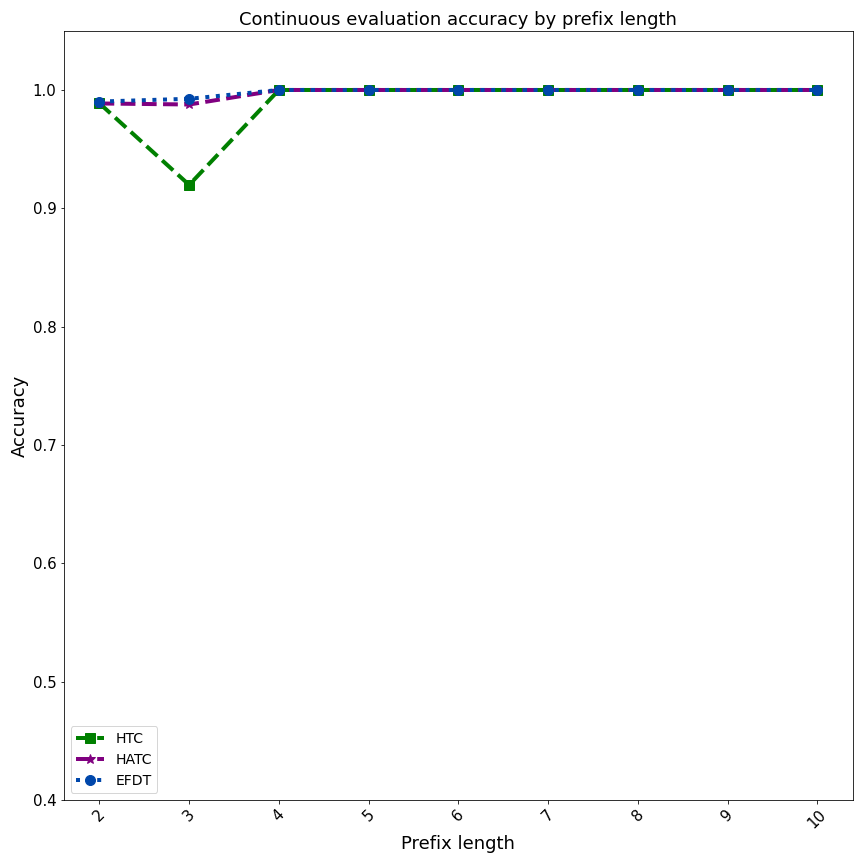 Continuous evaluation accuracy by prefix length
Accuracy
1.0
0.9
0.8
0.7
0.6
0.5
0.4
HTC
HATC
EFDT
2 3 4 5 6 7 8 9 10
Prefix length